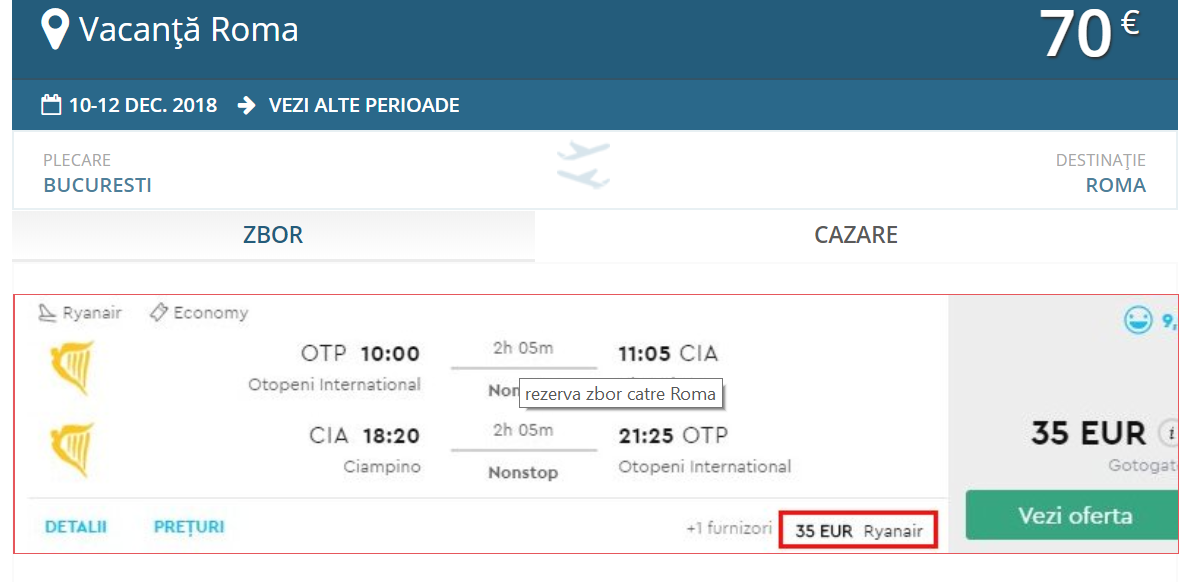 Vacanţă Roma
70 €
10-12 DEC. 2018 → VEZI ALTE PERIOADE
PLECARE
DESTINAŢIE
BUCURESTI
ROMA
ZBOR
CAZARE
Ryanair Economy
9,
OTP 10:00 2h 05m 11:05 CIA
Otopeni International
rezerva zbor catre Roma
CIA 18:20 2h 05m 21:25 OTP
Ciampino Nonstop Otopeni International
35 EUR i
Gotogat
Vezi oferta
DETALII PREȚURI +1 furnizori 35 EUR Ryanair